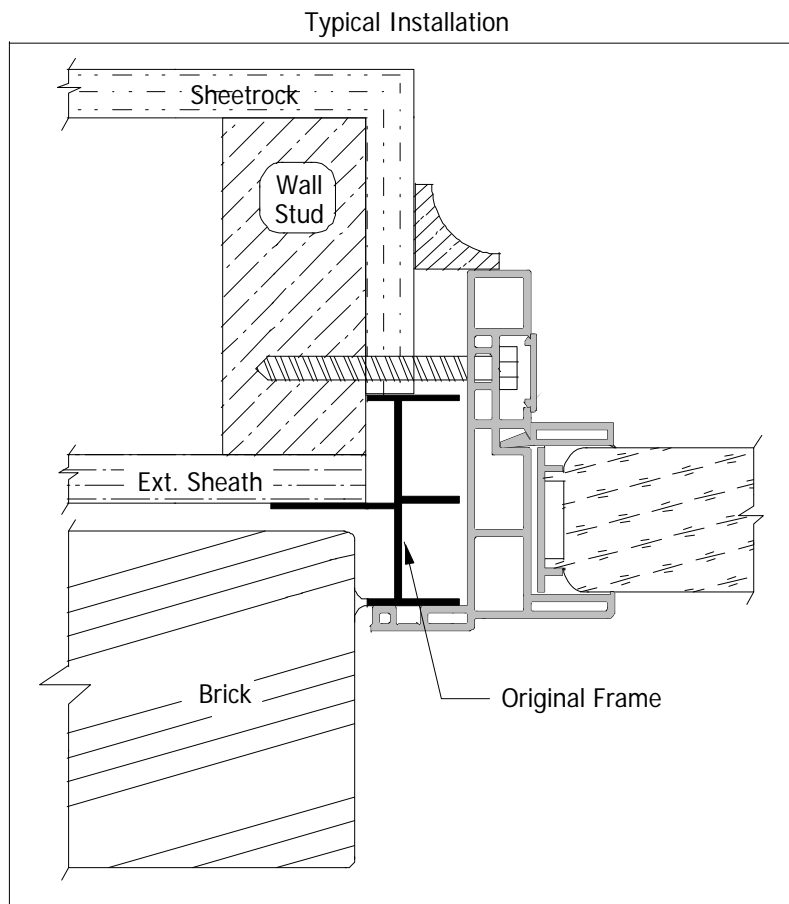 Typical Installation
Sheetrock
Wall
Stud
Ext. Sheath
Brick
Original Frame